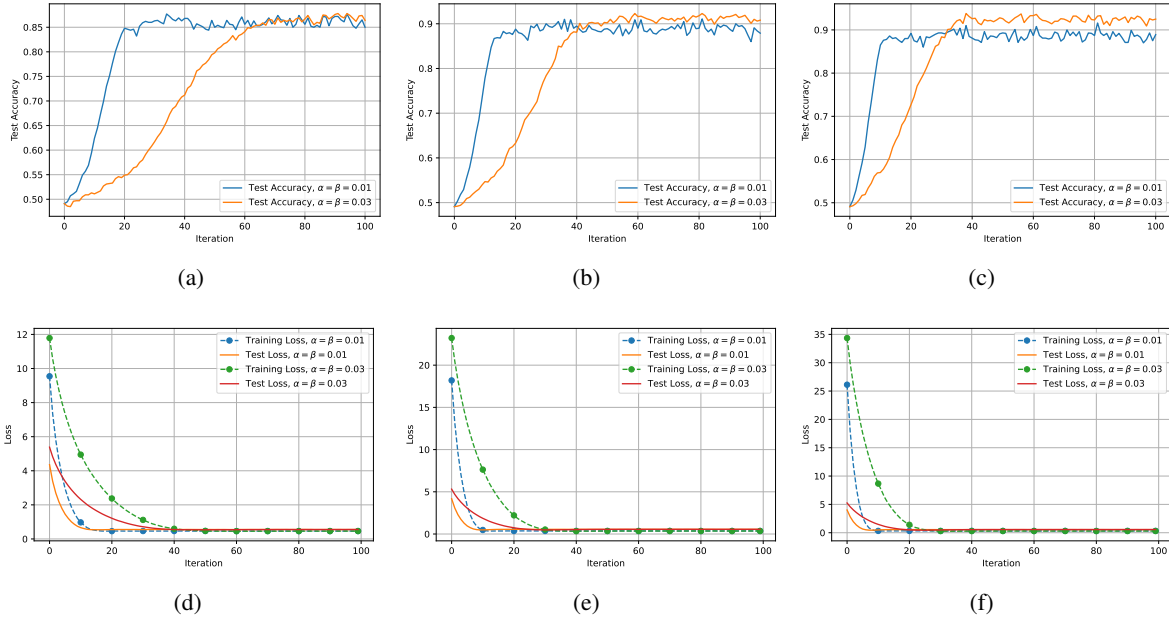 0.85
0.80
0.75
0.70
0.65
0.60
0.55
0.50
Test Accuracy
0 20 40 60 80 100
Iteration
Test Accuracy, α = β = 0.01
Test Accuracy, α = β = 0.03
(a)
0.9
0.8
0.7
0.6
0.5
Test Accuracy
0 20 40 60 80 100
Iteration
Test Accuracy, α = β = 0.01
Test Accuracy, α = β = 0.03
(b)
0.9
0.8
0.7
0.6
0.5
Test Accuracy
0 20 40 60 80 100
Iteration
Test Accuracy, α = β = 0.01
Test Accuracy, α = β = 0.03
(c)
12
10
8
6
4
2
0
Loss
0 20 40 60 80 100
Iteration
Training Loss, α = β = 0.01
Test Loss, α = β = 0.01
Training Loss, α = β = 0.03
Test Loss, α = β = 0.03
(d)
20
15
10
5
0
Loss
0 20 40 60 80 100
Iteration
Training Loss, α = β = 0.01
Test Loss, α = β = 0.01
Training Loss, α = β = 0.03
Test Loss, α = β = 0.03
(e)
35
30
25
20
15
10
5
0
Loss
0 20 40 60 80 100
Iteration
Training Loss, α = β = 0.01
Test Loss, α = β = 0.01
Training Loss, α = β = 0.03
Test Loss, α = β = 0.03
(f)